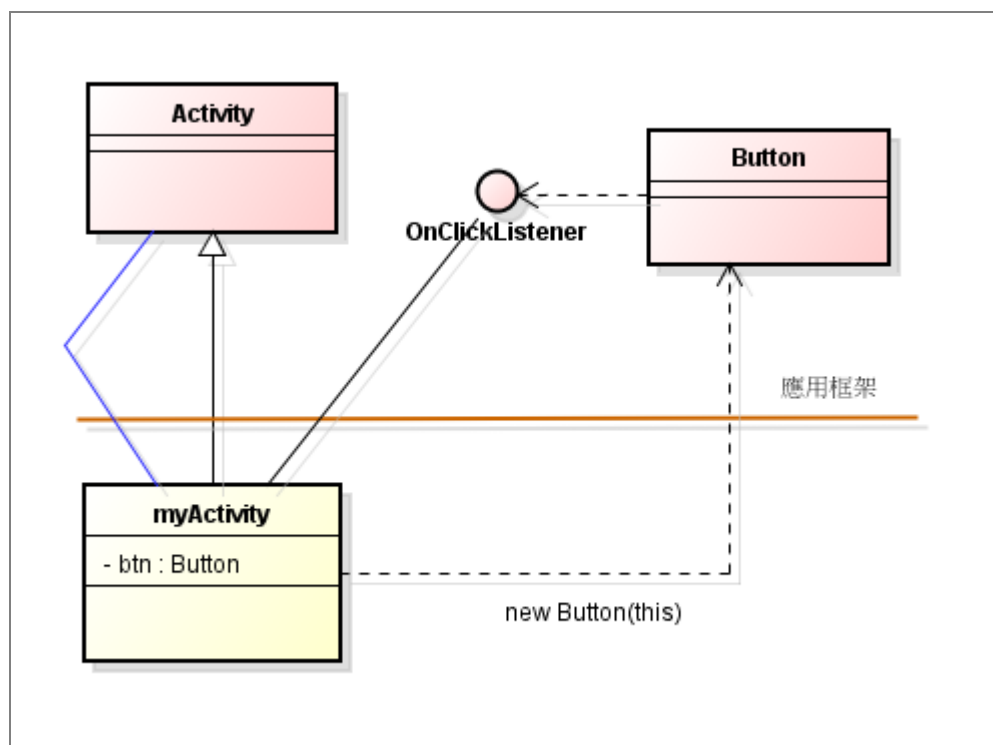 Activity
Button
OnClickListener
應用框架
myActivity
- btn : Button
new Button(this)